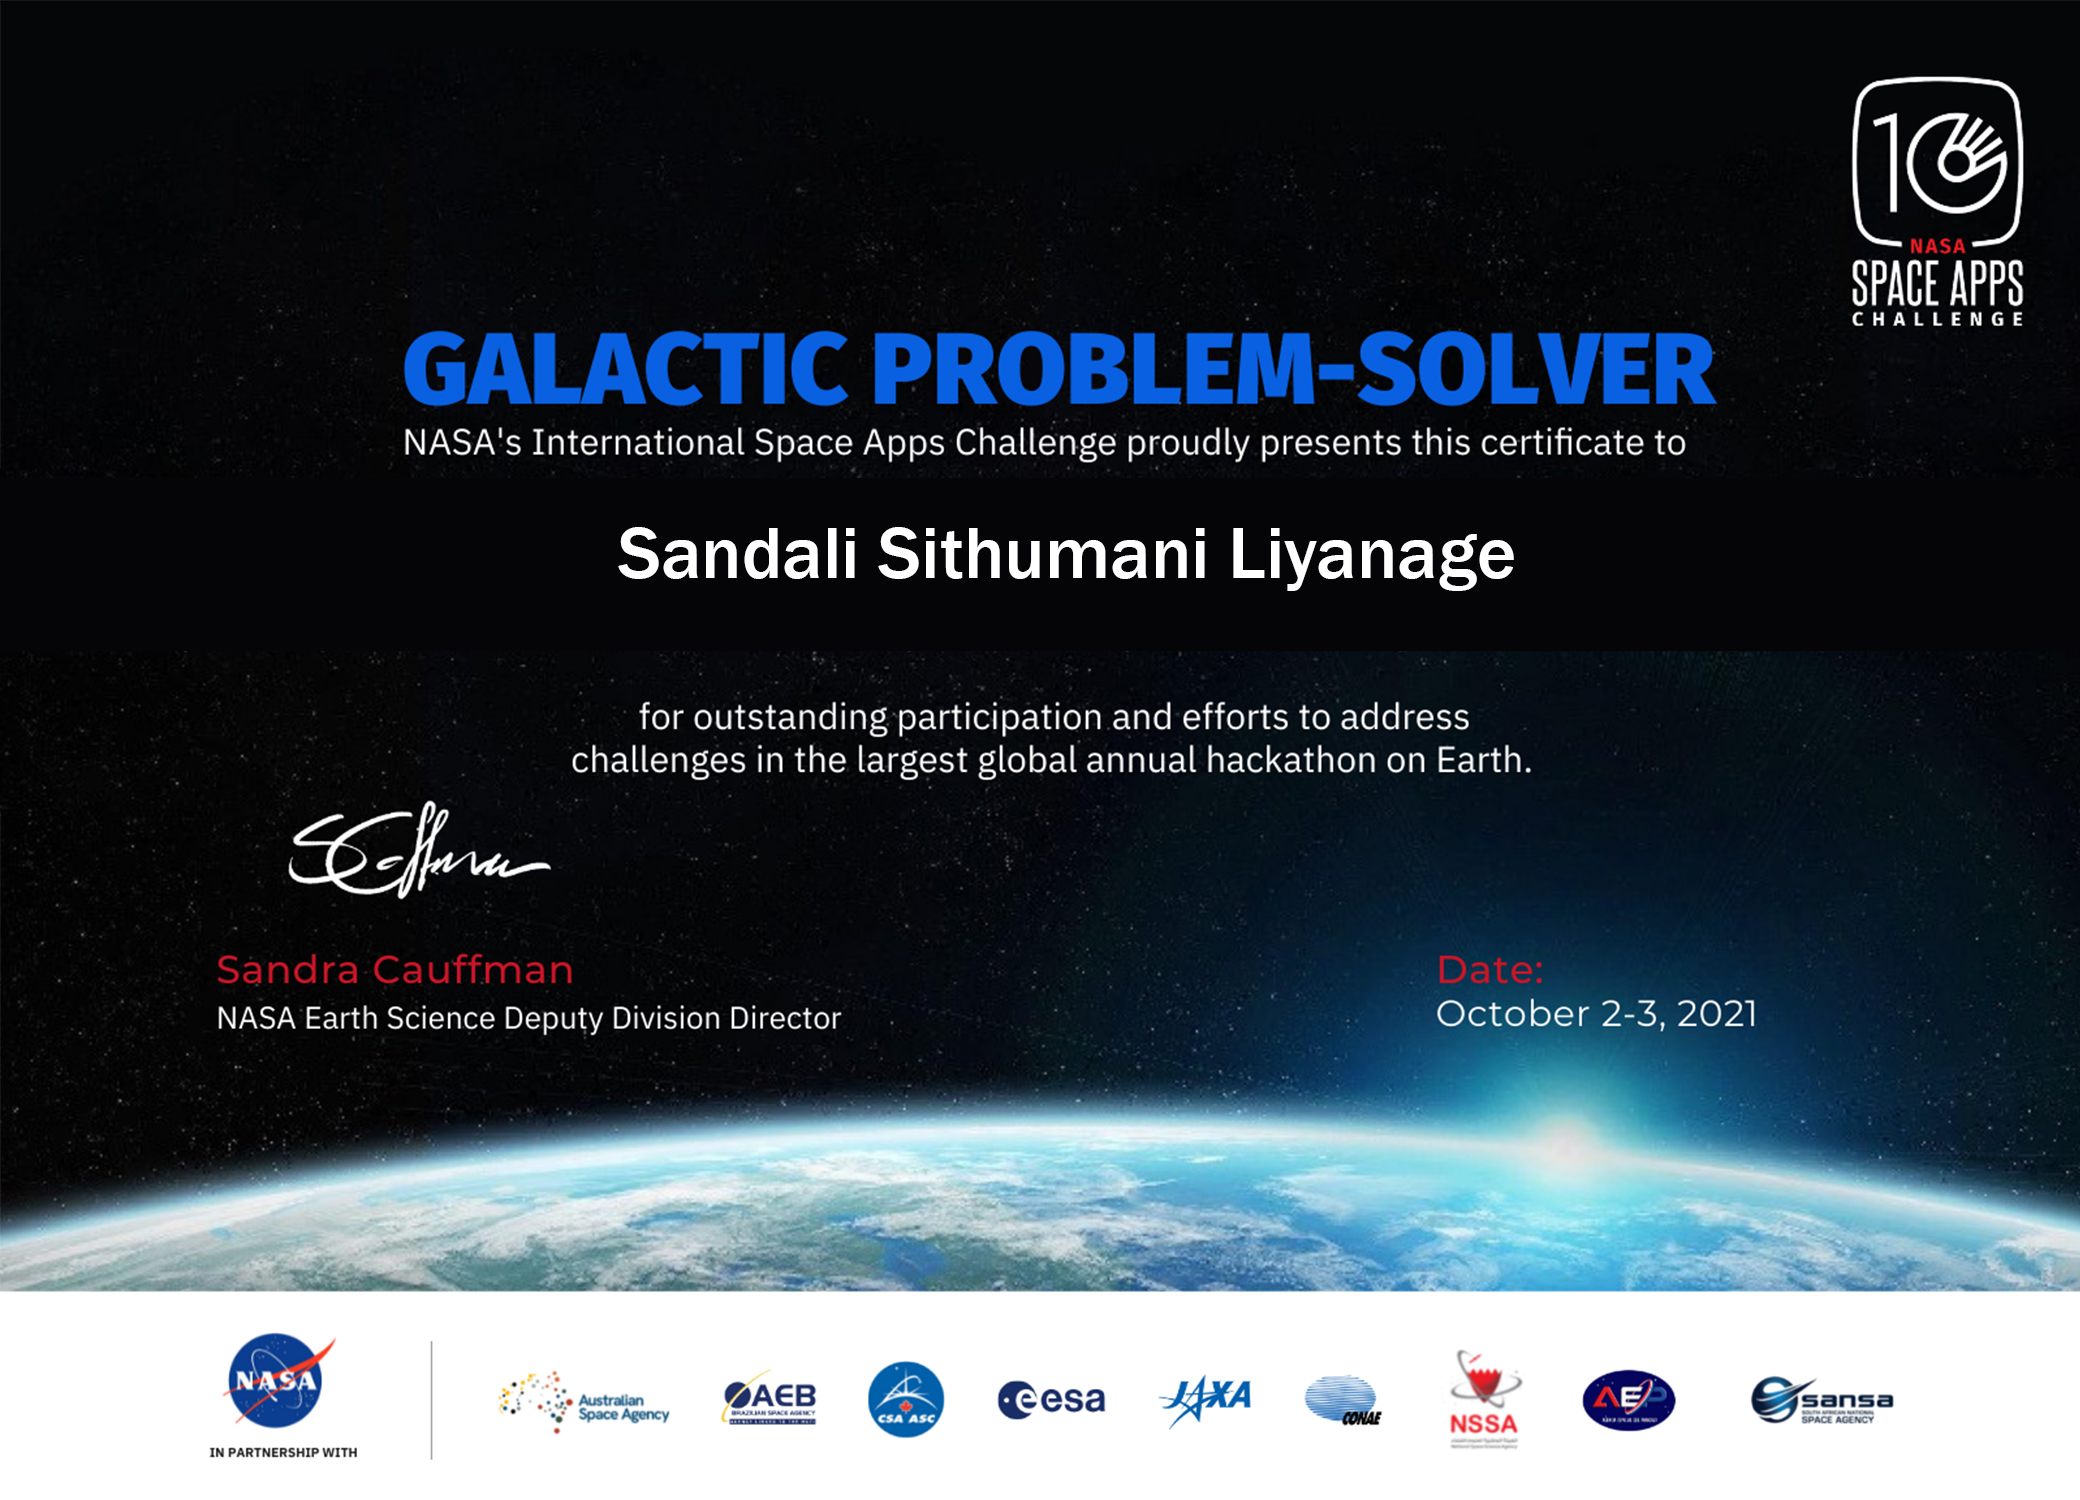 10
NASA
SPACE APPS
CHALLENGE
GALACTIC PROBLEM-SOLVER
NASA's International Space Apps Challenge proudly presents this certificate to
Sandali Sithumani Liyanage
for outstanding participation and efforts to address
challenges in the largest global annual hackathon on Earth.
Sandra Cauffman
NASA Earth Science Deputy Division Director
Date:
October 2-3, 2021
NASA
IN PARTNERSHIP WITH
Australian
Space Agency
AEB
BRAZILIAN SPACE AGENCY
CSA ASC
esa
JAXA
CONAE
NSSA
AEP
sansa
SOUTH AFRICAN NATIONAL
SPACE AGENCY